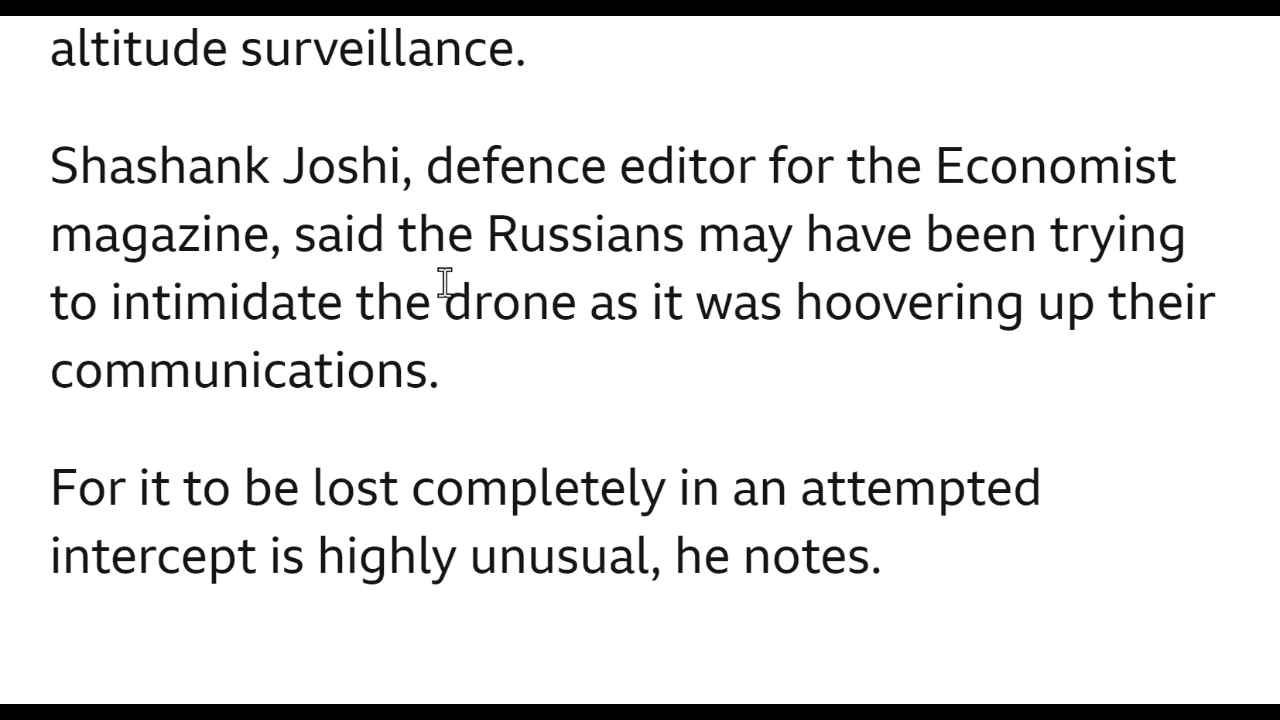 altitude surveillance.
Shashank Joshi, defence editor for the Economist
magazine, said the Russians may have been trying
to intimidate the drone as it was hoovering up their
communications.
For it to be lost completely in an attempted
intercept is highly unusual, he notes.